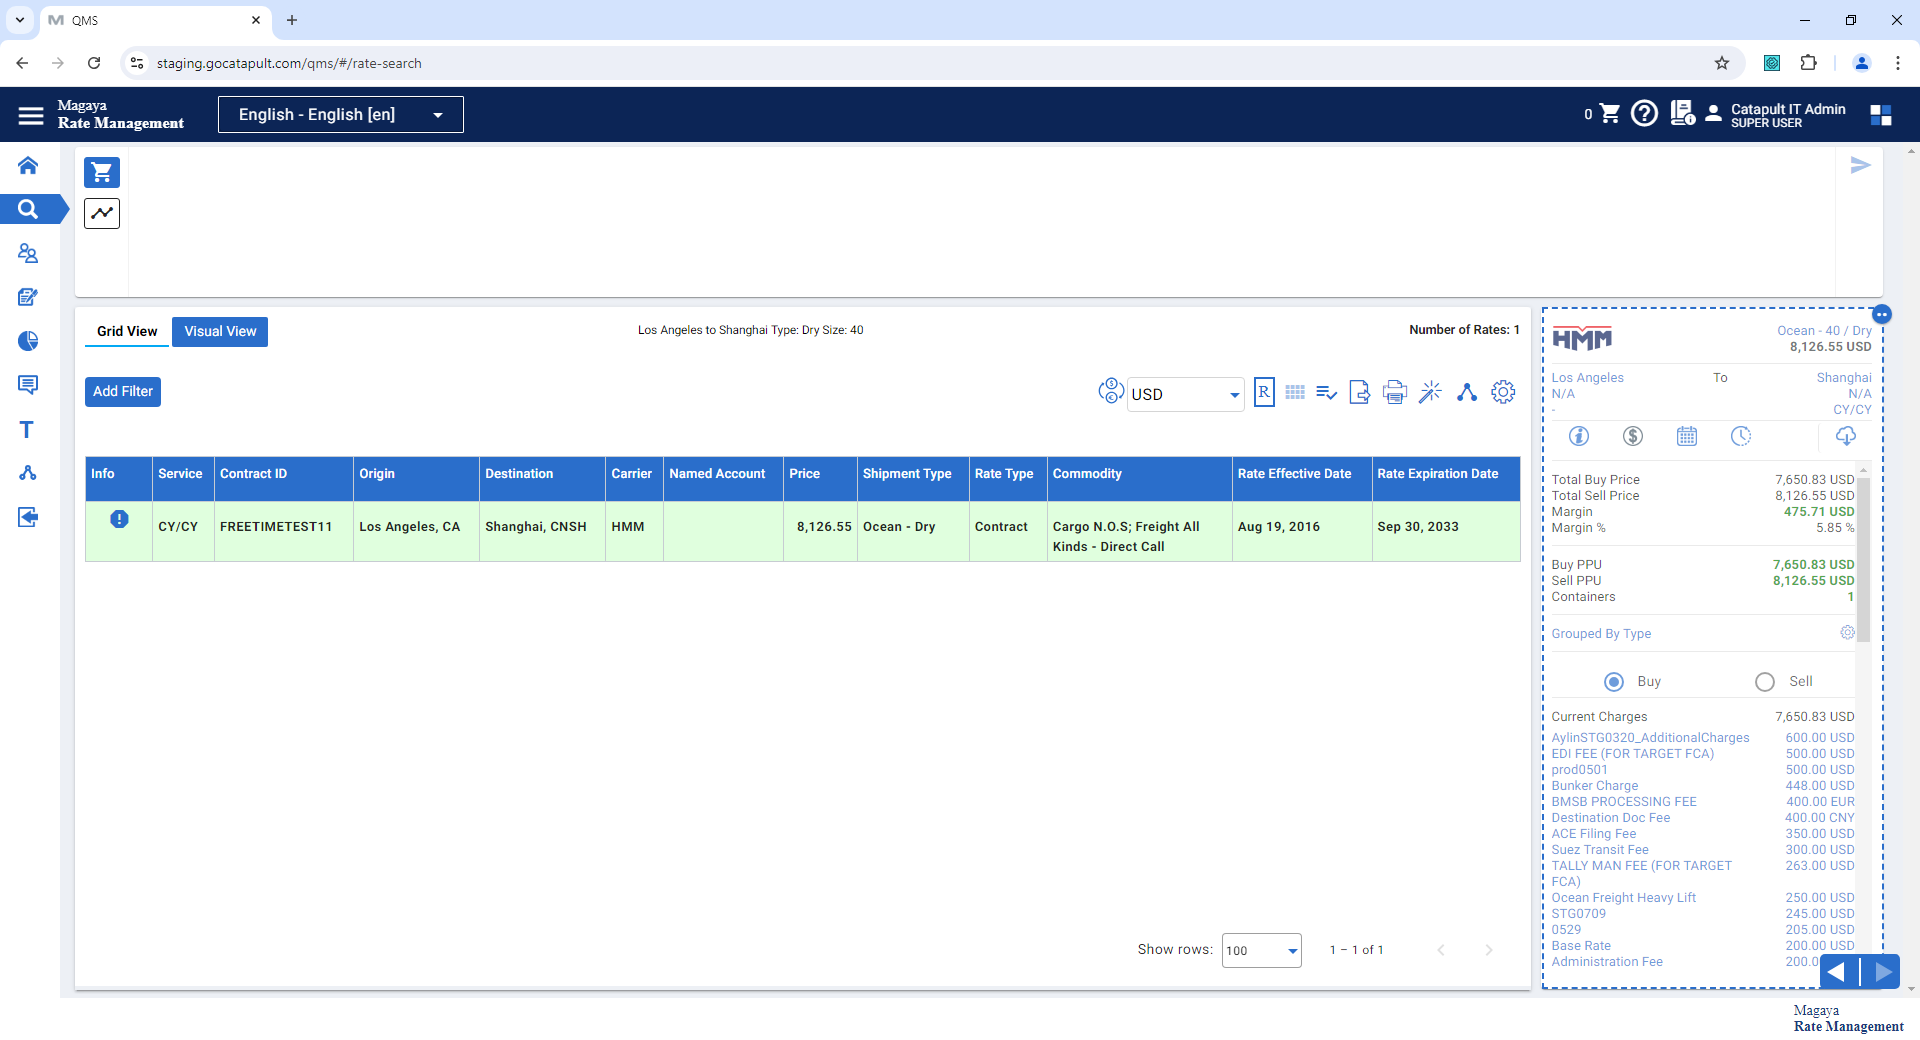 QMS
staging.gocatapult.com/qms/#/rate-search
Magaya
Rate Management
English - English [en]
0
Catapult IT Admin
SUPER USER
Grid View
Visual View
Los Angeles to Shanghai Type: Dry Size: 40
Number of Rates: 1
Add Filter
USD
R
Info Service Contract ID Origin Destination Carrier Named Account Price Shipment Type Rate Type Commodity Rate Effective Date Rate Expiration Date
CY/CY FREETIMETEST11 Los Angeles, CA Shanghai, CNSH HMM 8,126.55 Ocean - Dry Contract Cargo N.O.S; Freight All Aug 19, 2016 Sep 30, 2033
Kinds - Direct Call
Show rows: 100 1 – 1 of 1
HMM
Ocean - 40 / Dry
8,126.55 USD
Los Angeles To Shanghai
N/A N/A
- CY/CY
Total Buy Price 7,650.83 USD
Total Sell Price 8,126.55 USD
Margin 475.71 USD
Margin % 5.85 %
Buy PPU 7,650.83 USD
Sell PPU 8,126.55 USD
Containers 1
Grouped By Type
Buy Sell
Current Charges 7,650.83 USD
AylinSTG0320_AdditionalCharges 600.00 USD
EDI FEE (FOR TARGET FCA) 500.00 USD
prod0501 500.00 USD
Bunker Charge 448.00 USD
BMSB PROCESSING FEE 400.00 EUR
Destination Doc Fee 400.00 CNY
ACE Filing Fee 350.00 USD
Suez Transit Fee 300.00 USD
TALLY MAN FEE (FOR TARGET 263.00 USD
FCA)
Ocean Freight Heavy Lift 250.00 USD
STG0709 245.00 USD
0529 205.00 USD
Base Rate 200.00 USD
Administration Fee 200.0
Magaya
Rate Management